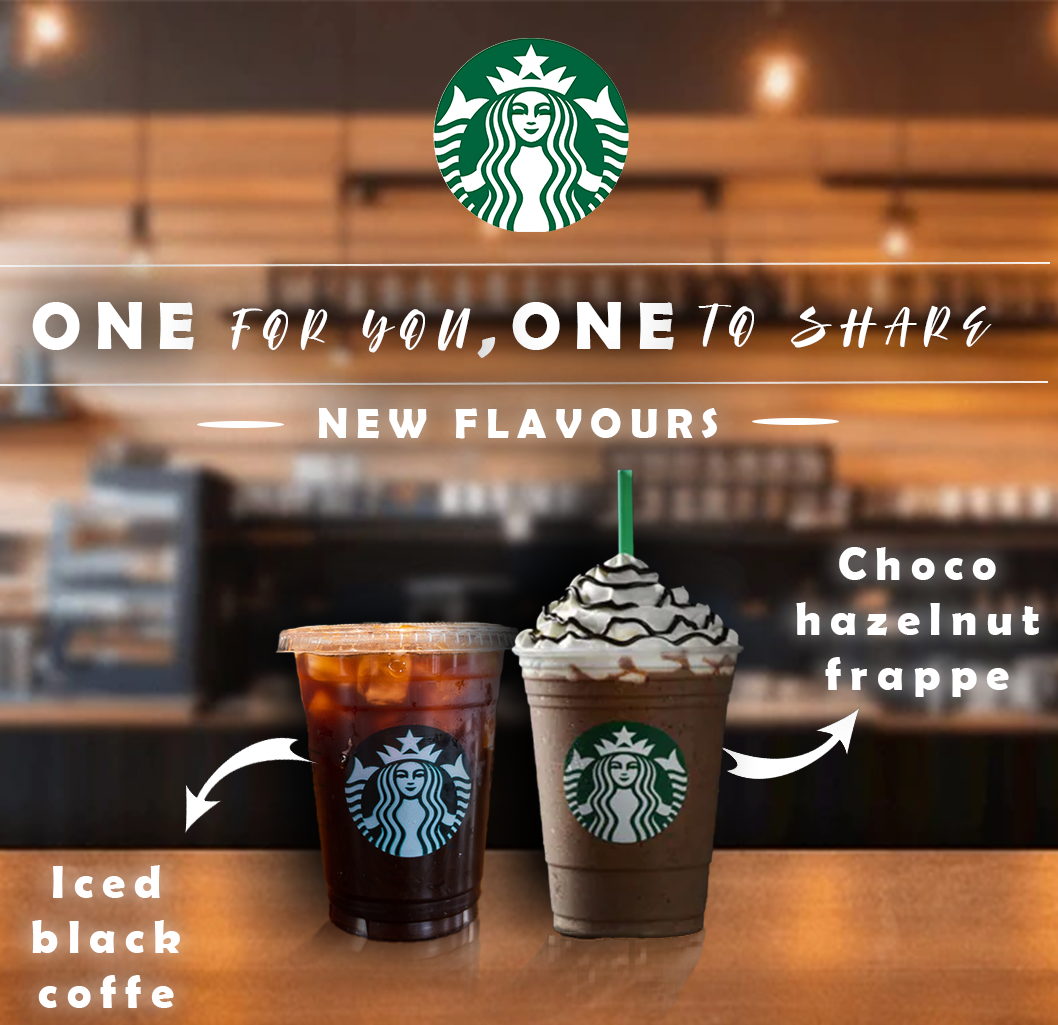 ONE FOR YOU, ONE TO SHARE
NEW FLAVOURS
Choco
hazelnut
frappe
Iced
black
coffe